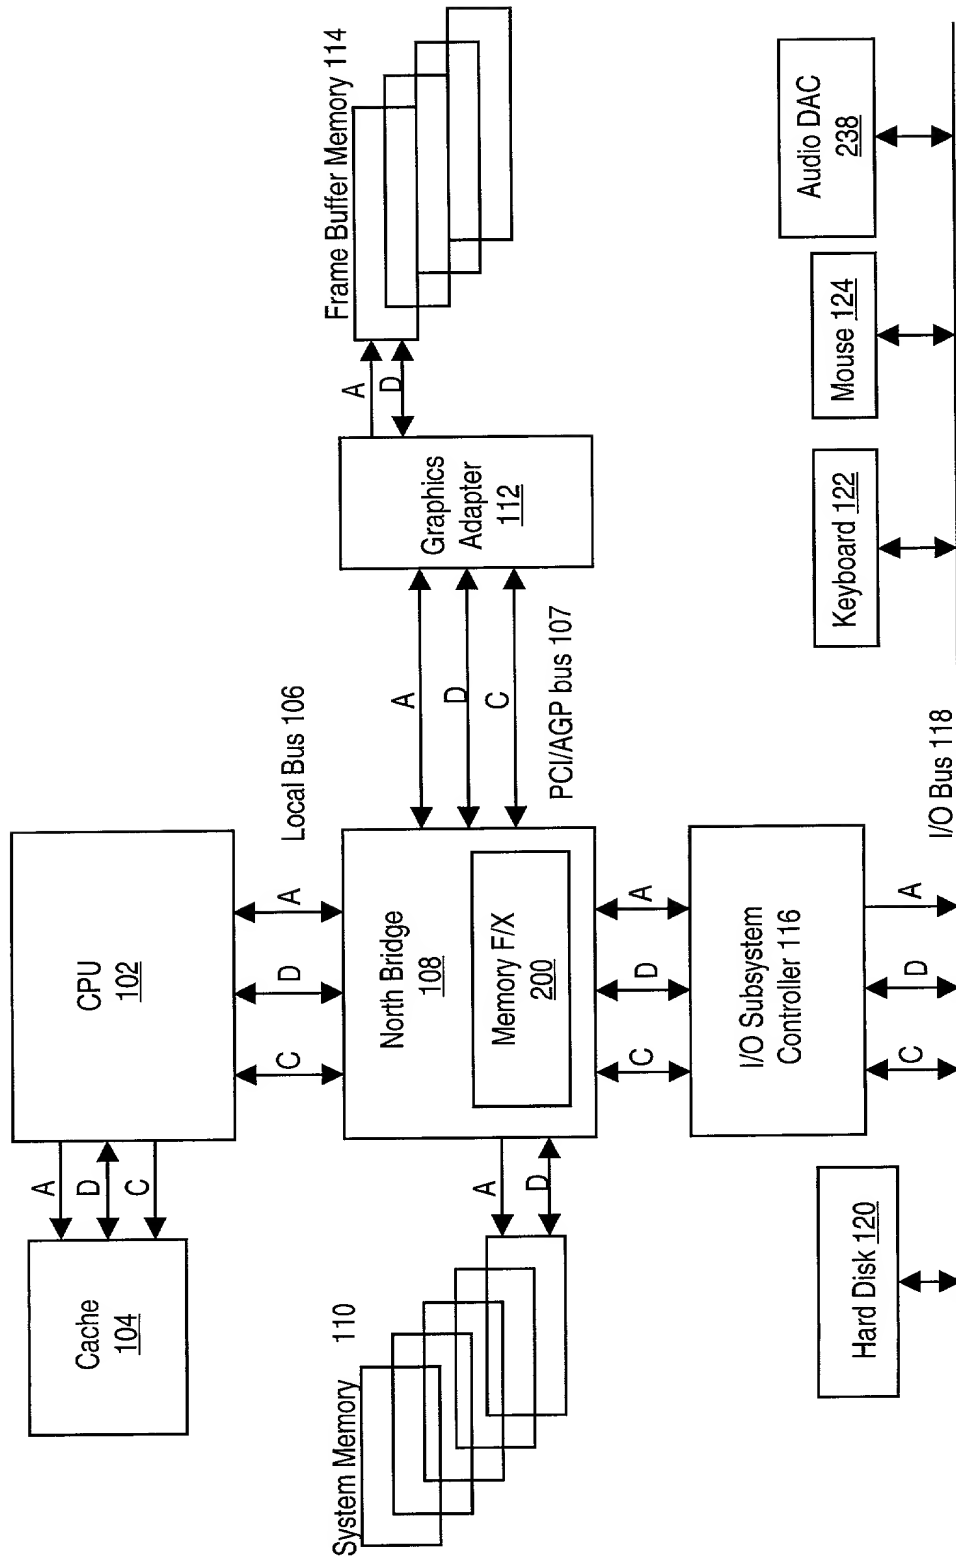 Cache
104
A
D
C
CPU
102
C
D
A
Local Bus 106
System Memory
110
A
D
North Bridge
108
Memory F/X
200
A
D
C
PCI/AGP bus 107
Graphics
Adapter
112
A
D
Frame Buffer Memory 114
C
D
A
I/O Subsystem
Controller 116
C
D
A
I/O Bus 118
Hard Disk 120
Keyboard 122
Mouse 124
Audio DAC
238